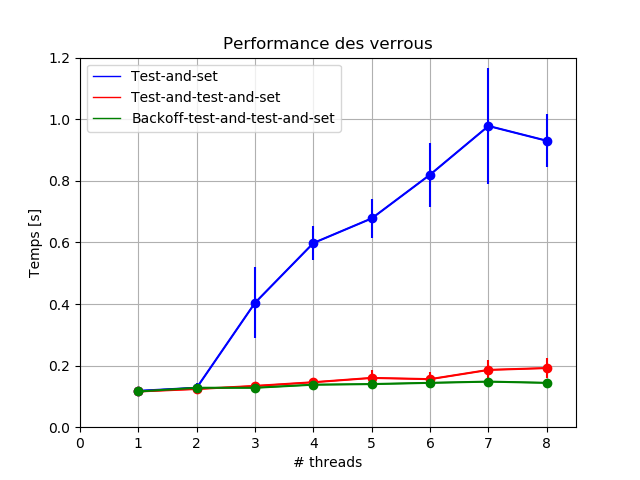 Performance des verrous
Test-and-set
Test-and-test-and-set
Backoff-test-and-test-and-set
Temps [s]
1.2
1.0
0.8
0.6
0.4
0.2
0.0
0 1 2 3 4 5 6 7 8
# threads